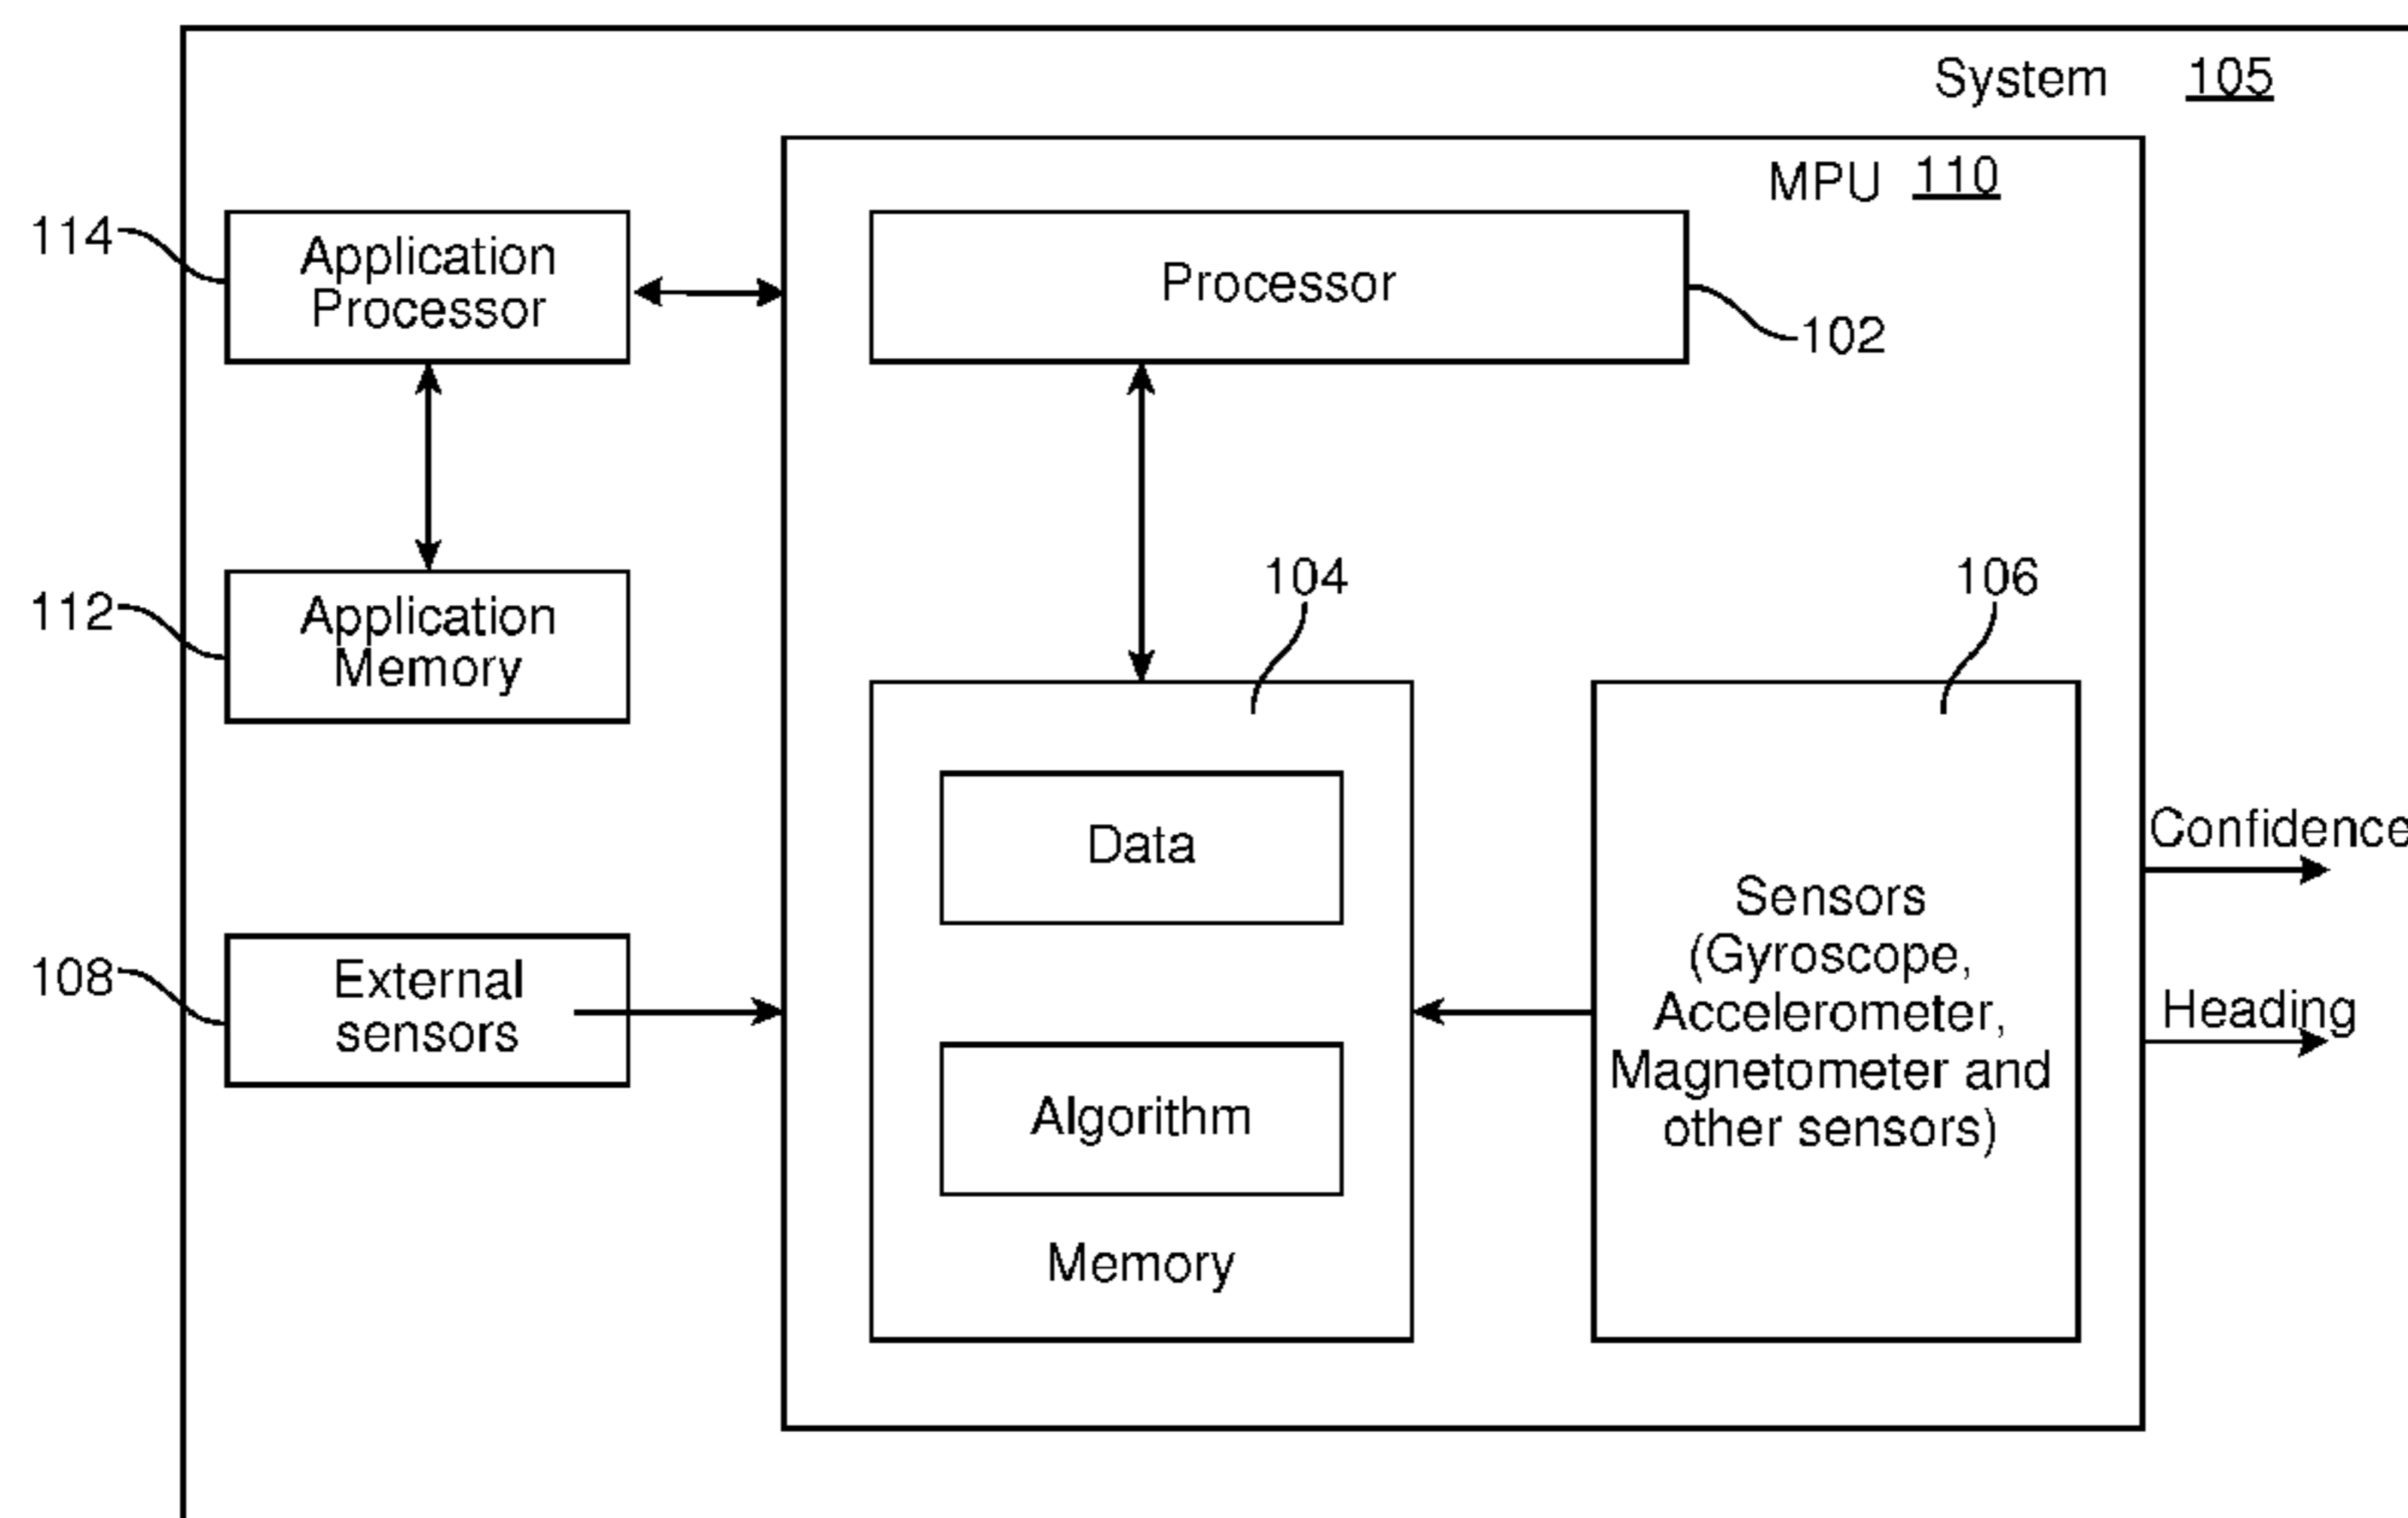 System 105
MPU 110
114
Application
Processor
Processor
102
112
Application
Memory
104
106
Data
Confidence
Sensors
(Gyroscope,
Accelerometer,
Magnetometer and
other sensors)
108
External
sensors
Heading
Algorithm
Memory